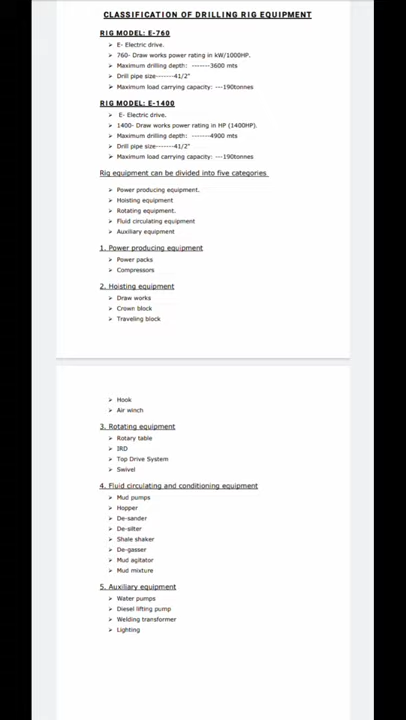 CLASSIFICATION OF DRILLING RIG EQUIPMENT
RIG MODEL: E-760
➢ E- Electric drive.
➢ 760- Draw works power rating in kW/1000HP.
➢ Maximum drilling depth: -------3600 mts
➢ Drill pipe size------41/2"
➢ Maximum load carrying capacity: ---190tonnes
RIG MODEL: E-1400
➢ E- Electric drive.
➢ 1400- Draw works power rating in HP (1400HP).
➢ Maximum drilling depth: -------4900 mts
➢ Drill pipe size------41/2"
➢ Maximum load carrying capacity: ---190tonnes
Rig equipment can be divided into five categories
➢ Power producing equipment.
➢ Hoisting equipment
➢ Rotating equipment.
➢ Fluid circulating equipment
➢ Auxiliary equipment
1. Power producing equipment
➢ Power packs
➢ Compressors
2. Hoisting equipment
➢ Draw works
➢ Crown block
➢ Traveling block
➢ Hook
➢ Air winch
3. Rotating equipment
➢ Rotary table
➢ IRD
➢ Top Drive System
➢ Swivel
4. Fluid circulating and conditioning equipment
➢ Mud pumps
➢ Hopper
➢ De-sander
➢ De-silter
➢ Shale shaker
➢ De-gasser
➢ Mud agitator
➢ Mud mixture
5. Auxiliary equipment
➢ Water pumps
➢ Diesel lifting pump
➢ Welding transformer
➢ Lighting